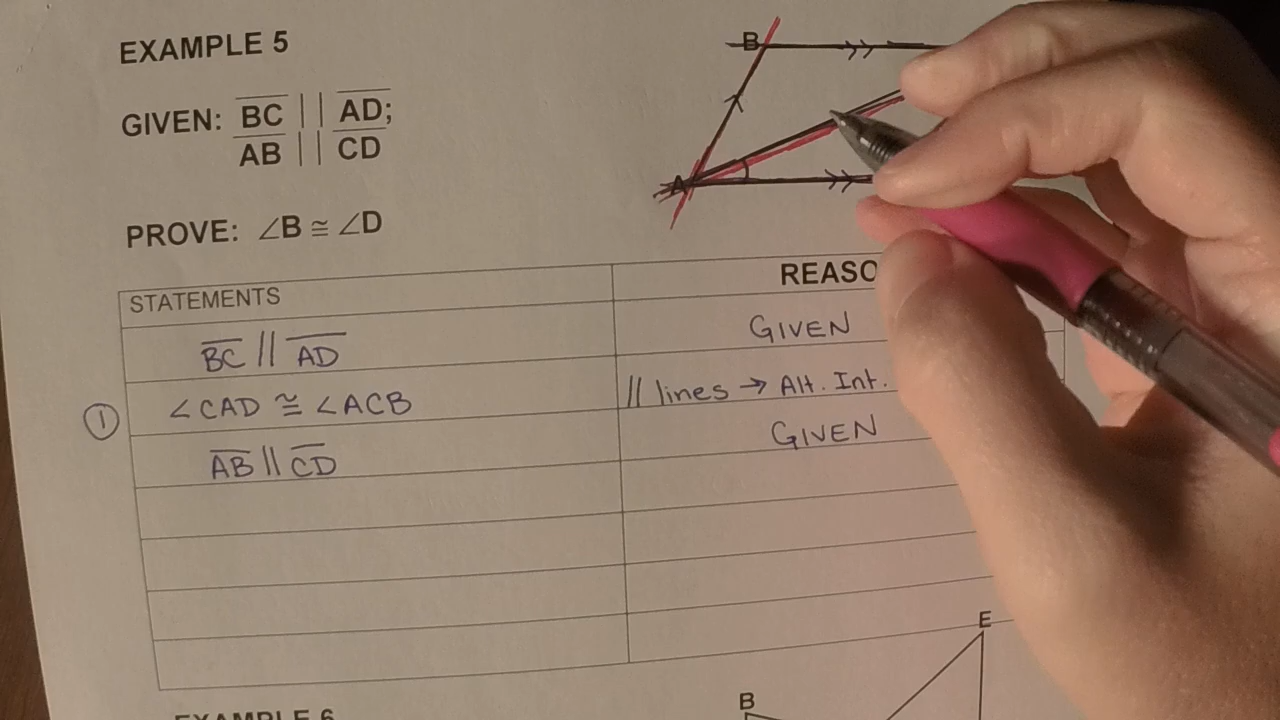 EXAMPLE 5
GIVEN: BC || AD;
AB || CD
PROVE: ∠B ≅ ∠D
B
A
STATEMENTS
BC // AD
GIVEN
① ∠CAD ≅ ∠ACB
// lines → Alt. Int.
AB // CD
GIVEN
E
B
EXAMPLE 6